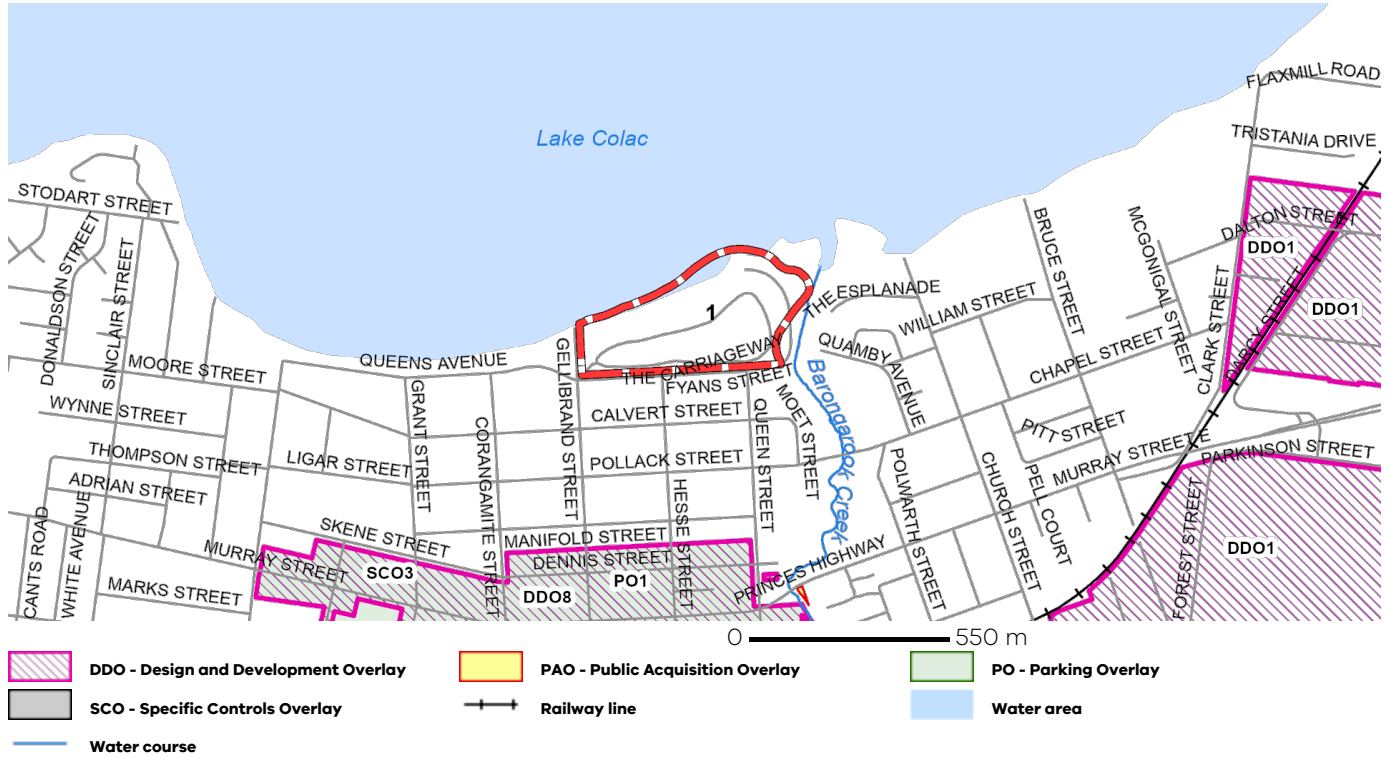 FLAXMILL ROAD
TRISTANIA DRIVE
Lake Colac
STODART STREET
DONALDSON STREET
SINCLAIR STREET
BRUCE STREET
MCGONIGAL STREET
DALTON STREET
DDO1
DDO1
DARCY STREET
CLARK STREET
THE ESPLANADE
WILLIAM STREET
1
QUAMBY AVENUE
CHAPEL STREET
MOORE STREET
QUEENS AVENUE
GELLIBRAND STREET
THE CARRIAGEWAY
FYANS STREET
MOET STREET
Barongarook Creek
WYNNE STREET
GRANT STREET
CORANGAMITE STREET
CALVERT STREET
QUEEN STREET
PITT STREET
MURRAY STREET E
PARKINSON STREET
THOMPSON STREET
LIGAR STREET
POLLACK STREET
POLWARTH STREET
CHURCH STREET
PELL COURT
ADRIAN STREET
HESSE STREET
FOREST STREET
CANTS ROAD
WHITE AVENUE
SKENE STREET
MANIFOLD STREET
DENNIS STREET
PRINCES HIGHWAY
MURRAY STREET
SCO3
PO1
DDO8
DDO1
MARKS STREET
0 550 m
DDO - Design and Development Overlay
PAO - Public Acquisition Overlay
PO - Parking Overlay
SCO - Specific Controls Overlay
Railway line
Water area
Water course